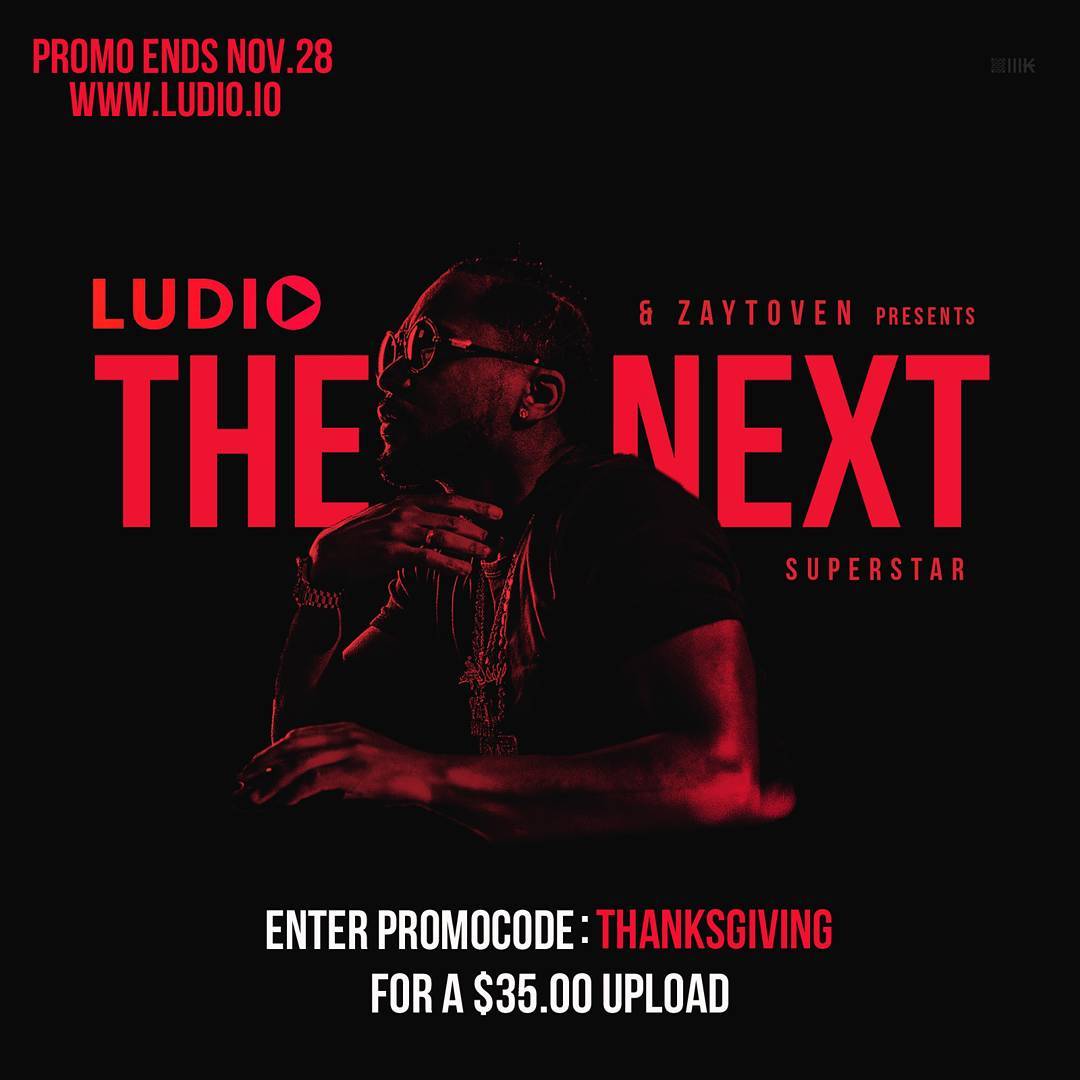 PROMO ENDS NOV.28
WWW.LUDIO.IO
LUDIO
& ZAYTOVEN PRESENTS
THE NEXT
SUPERSTAR
ENTER PROMOCODE: THANKSGIVING
FOR A $35.00 UPLOAD